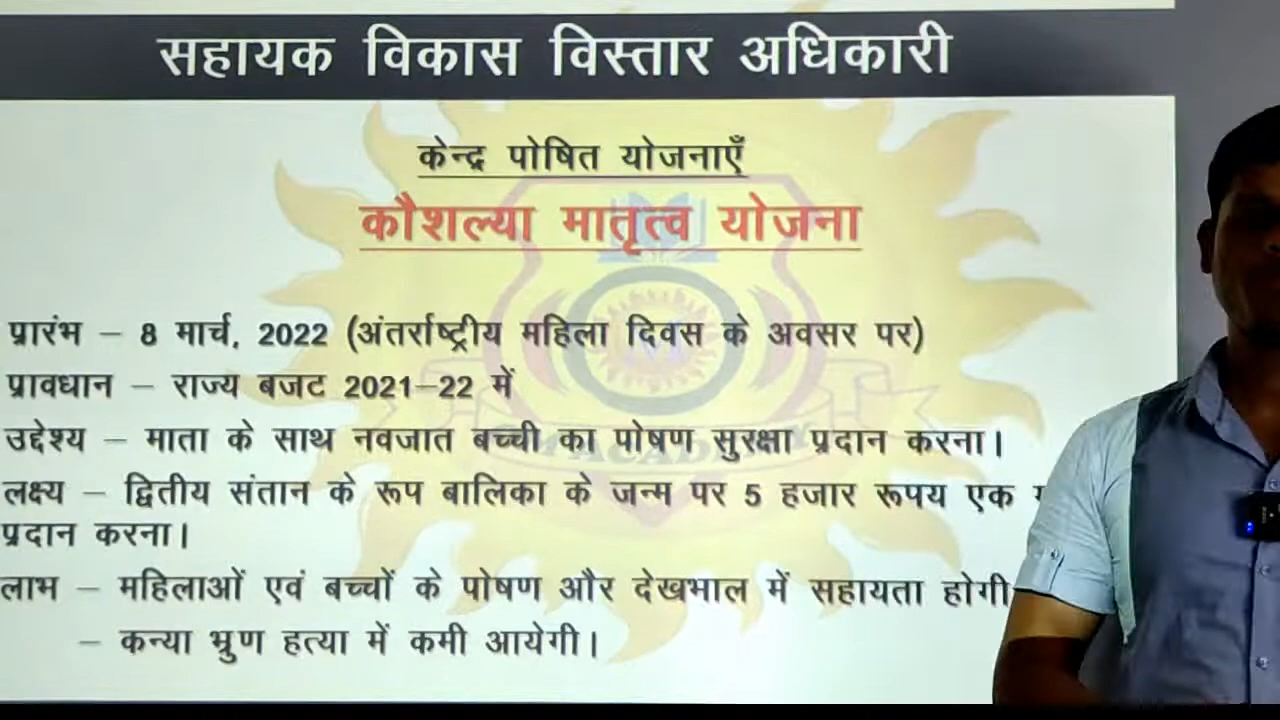 सहायक विकास विस्तार अधिकारी
केन्द्र पोषित योजनाएँ
कौशल्या मातृत्व योजना
प्रारंभ – 8 मार्च, 2022 (अंतर्राष्ट्रीय महिला दिवस के अवसर पर)
प्रावधान – राज्य बजट 2021–22 में
उद्देश्य – माता के साथ नवजात बच्ची का पोषण सुरक्षा प्रदान करना।
लक्ष्य – द्वितीय संतान के रूप बालिका के जन्म पर 5 हजार रूपय एक
प्रदान करना।
लाभ – महिलाओं एवं बच्चों के पोषण और देखभाल में सहायता होगी
– कन्या भ्रुण हत्या में कमी आयेगी।